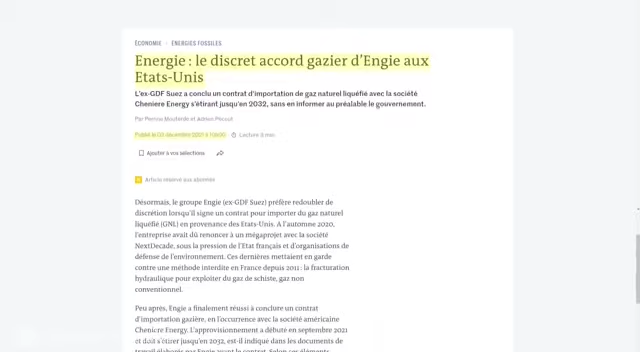 ÉCONOMIE · ENERGIES FOSSILES
Energie : le discret accord gazier d'Engie aux
Etats-Unis
L'ex-GDF Suez a conclu un contrat d'importation de gaz naturel liquéfié avec la société
Cheniere Energy s'étirant jusqu'en 2032, sans en informer au préalable le gouvernement.
Par Perrine Mouterde et Adrien Pécout
Publié le 03 décembre 2021 à Lecture 3 min.
Ajouter à vos sélections
Article réservé aux abonnés
Désormais, le groupe Engie (ex-GDF Suez) préfère redoubler de
discrétion lorsqu'il signe un contrat pour importer du gaz naturel
liquéfié (GNL) en provenance des Etats-Unis. A l'automne 2020,
l'entreprise avait dû renoncer à un mégaprojet avec la société
NextDecade, sous la pression de l'Etat français et d'organisations de
défense de l'environnement. Ces dernières mettaient en garde
contre une méthode interdite en France depuis 2011 : la fracturation
hydraulique pour exploiter du gaz de schiste, gaz non
conventionnel.
Peu après, Engie a finalement réussi à conclure un contrat
d'importation gazière, en l'occurrence avec la société américaine
Cheniere Energy. L'approvisionnement a débuté en septembre 2021
et doit s'étirer jusqu'en 2032, est-il indiqué dans les documents de
travail élaborés par Engie avant le contrat. Selon ces éléments